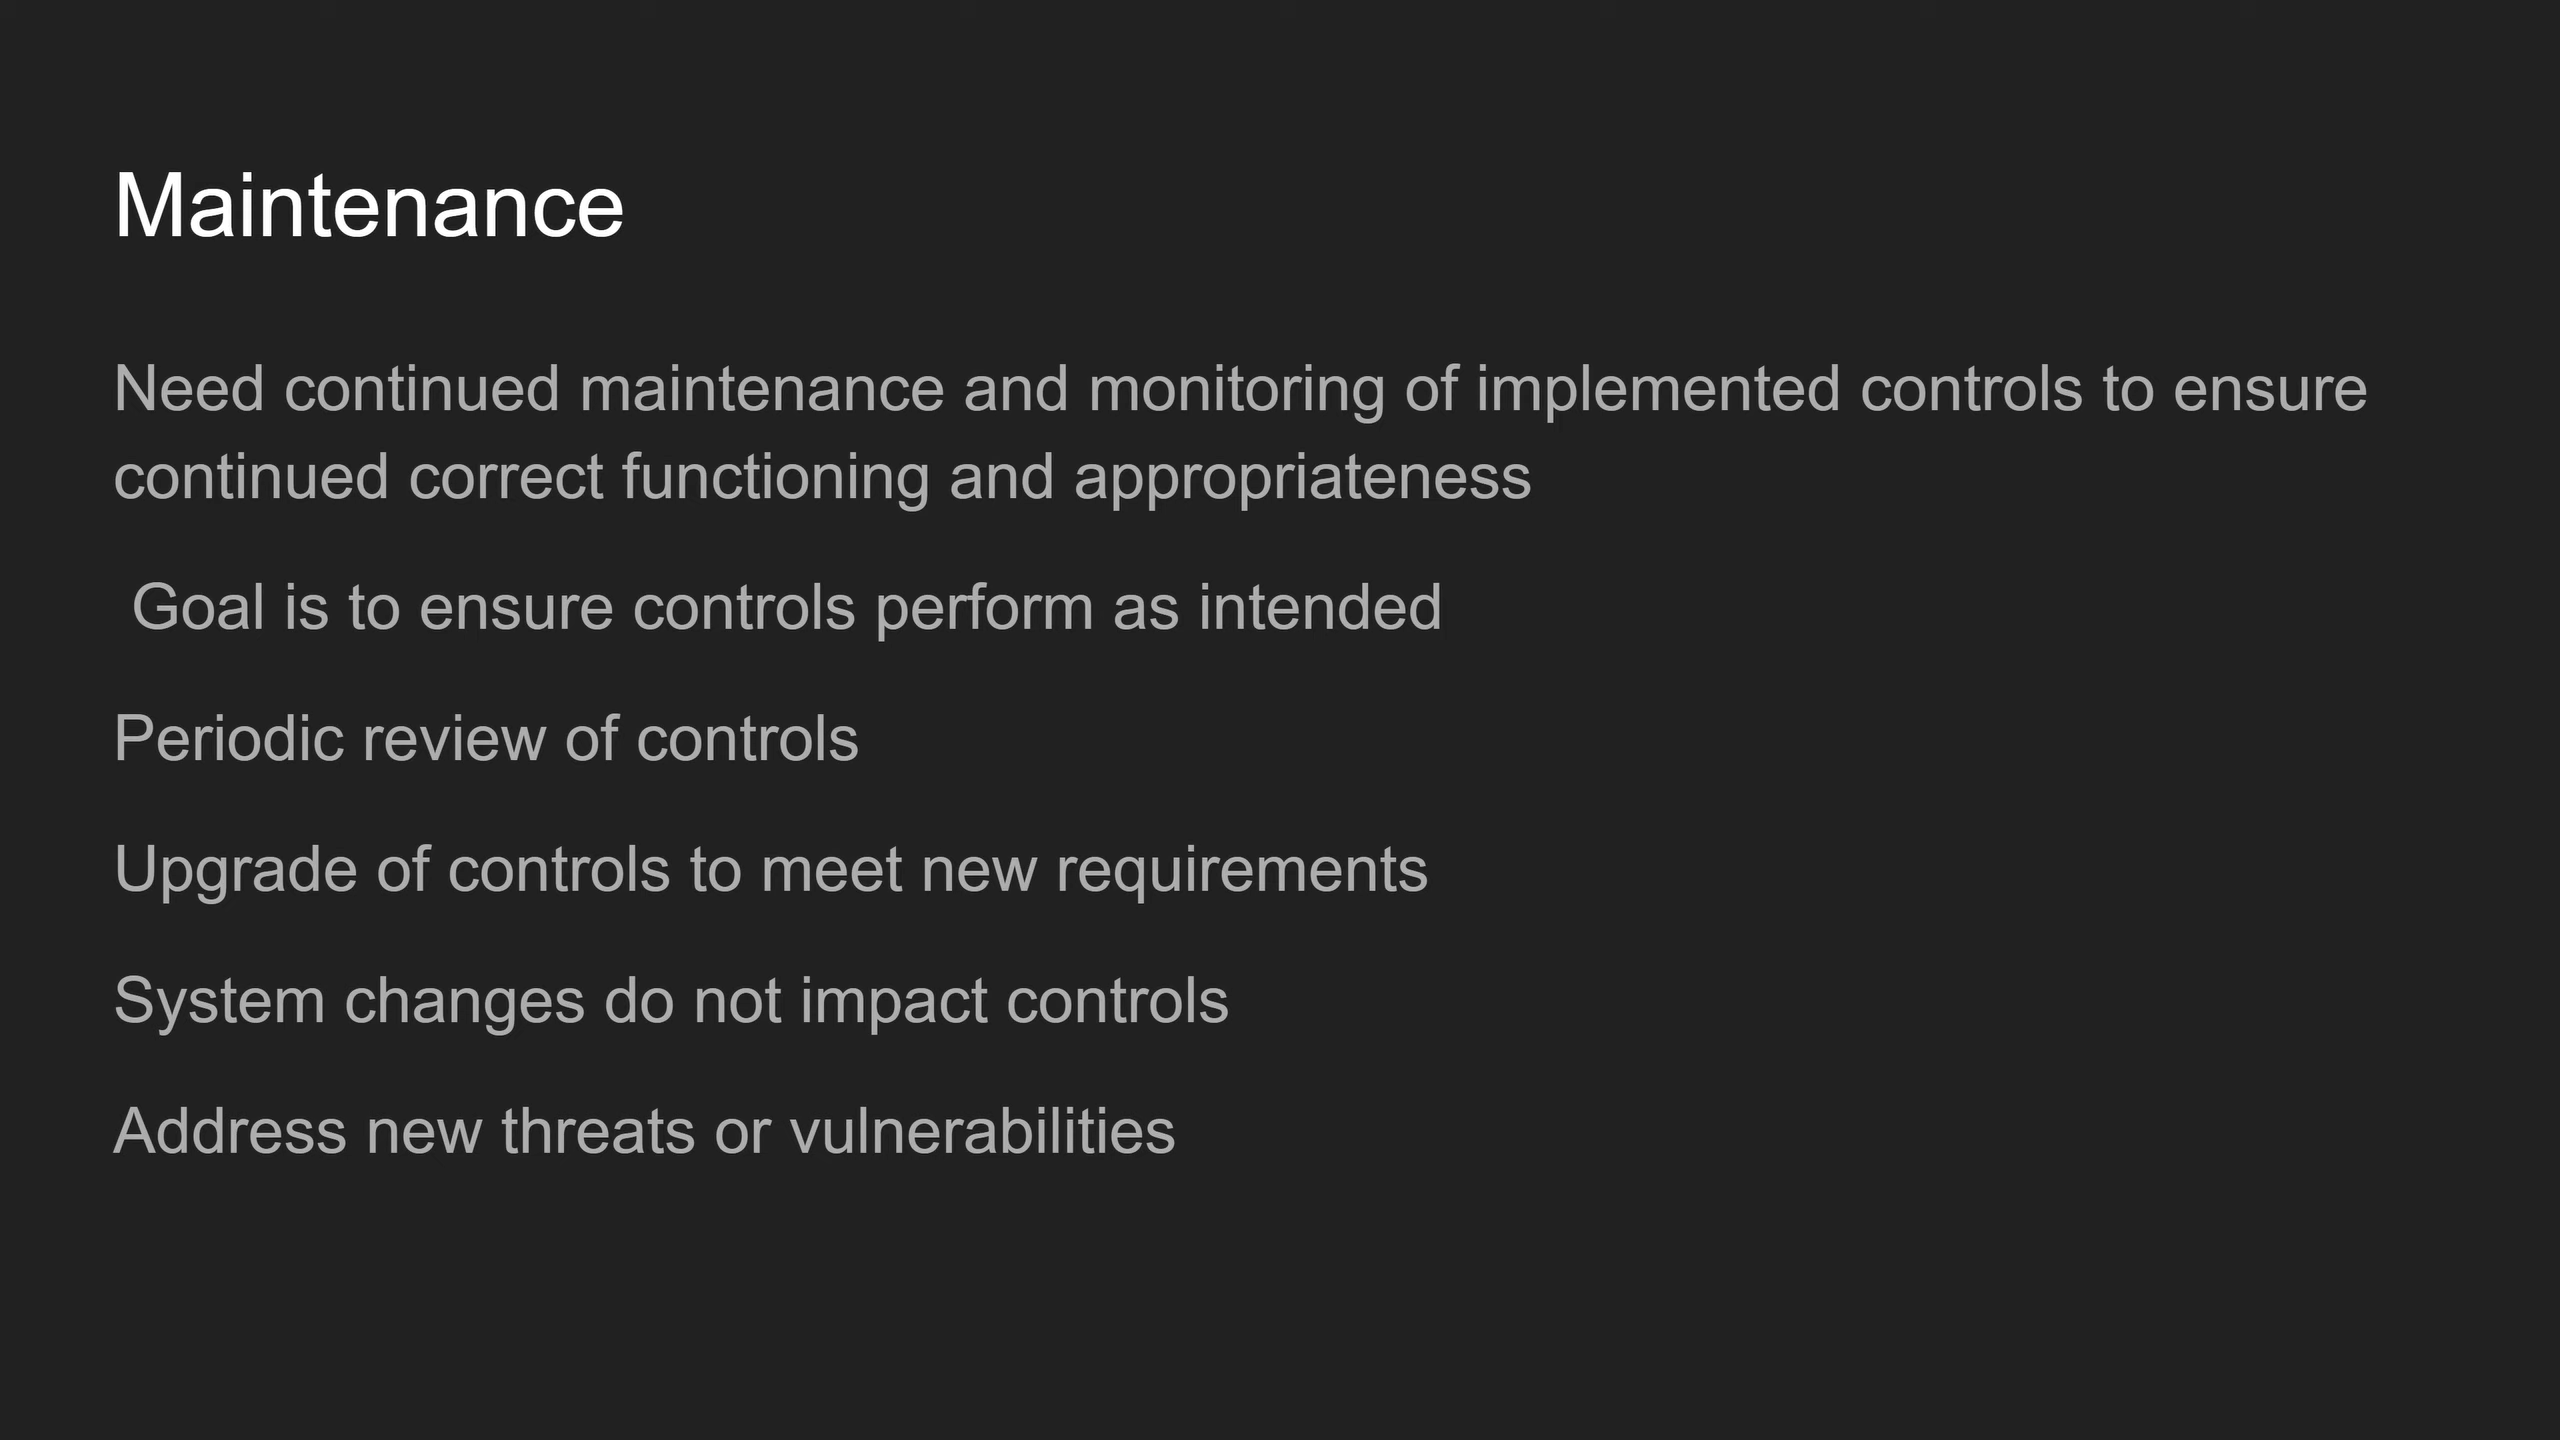 Maintenance
Need continued maintenance and monitoring of implemented controls to ensure
continued correct functioning and appropriateness
Goal is to ensure controls perform as intended
Periodic review of controls
Upgrade of controls to meet new requirements
System changes do not impact controls
Address new threats or vulnerabilities